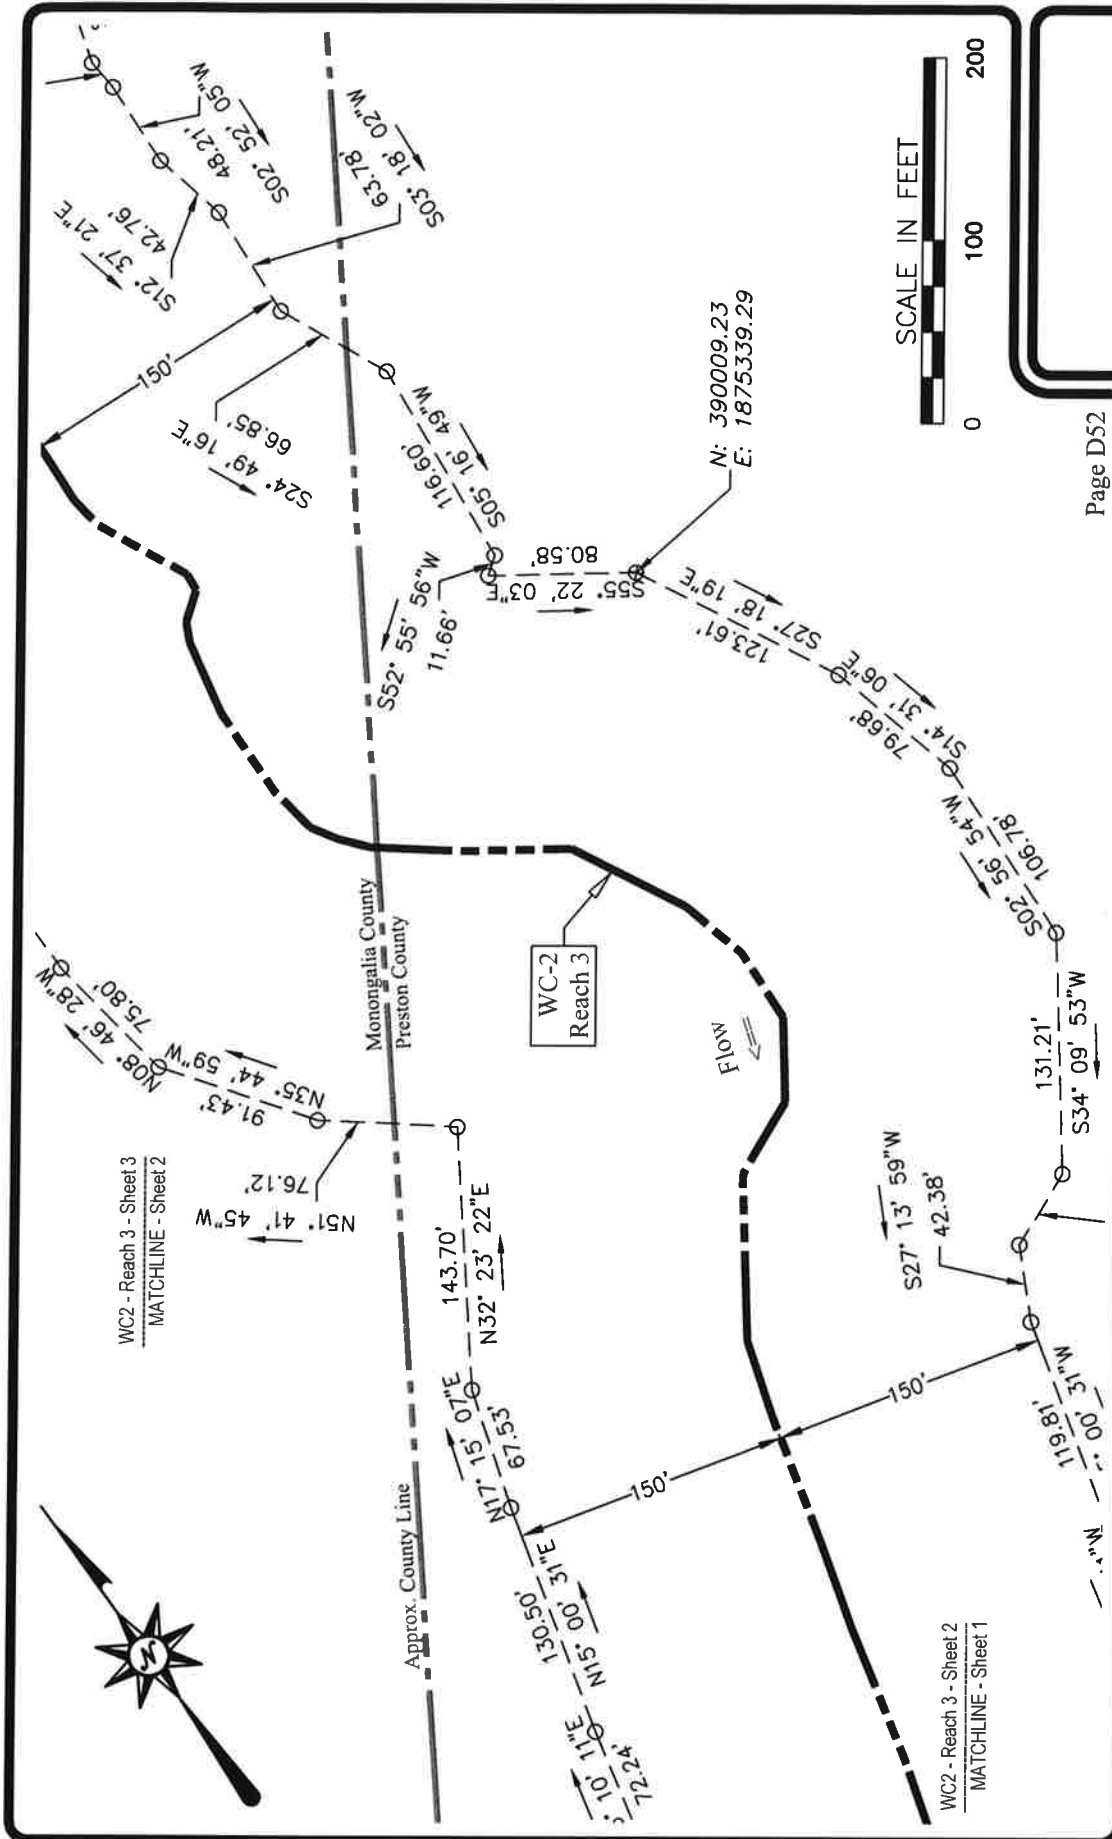 WC2 - Reach 3 - Sheet 3
MATCHLINE - Sheet 2
S12° 37' 21"E
42.76'
48.21'
S02° 52' 05"W
63.78'
S03° 18' 02"W
150'
S24° 49' 16"E
66.85'
116.60'
S05° 16' 49"W
S52° 55' 56"W
11.66'
S55° 22' 03"E
80.58'
N: 390009.23
E: 1875339.29
123.61'
S27° 18' 19"E
79.68'
S14° 31' 06"E
S02° 56' 54"W
106.78'
131.21'
S34° 09' 53"W
S27° 13' 59"W
42.38'
119.81'
00' 31"W
"W
N08° 46' 28"W
75.80'
91.43'
N35° 44' 59"W
N51° 41' 45"W
76.12'
143.70'
N32° 23' 22"E
N17° 15' 07"E
67.53'
130.50'
N15° 00' 31"E
° 10' 11"E
72.24'
150'
150'
Monongalia County
Preston County
Approx. County Line
WC-2
Reach 3
Flow
N
WC2 - Reach 3 - Sheet 2
MATCHLINE - Sheet 1
SCALE IN FEET
0 100 200
Page D52